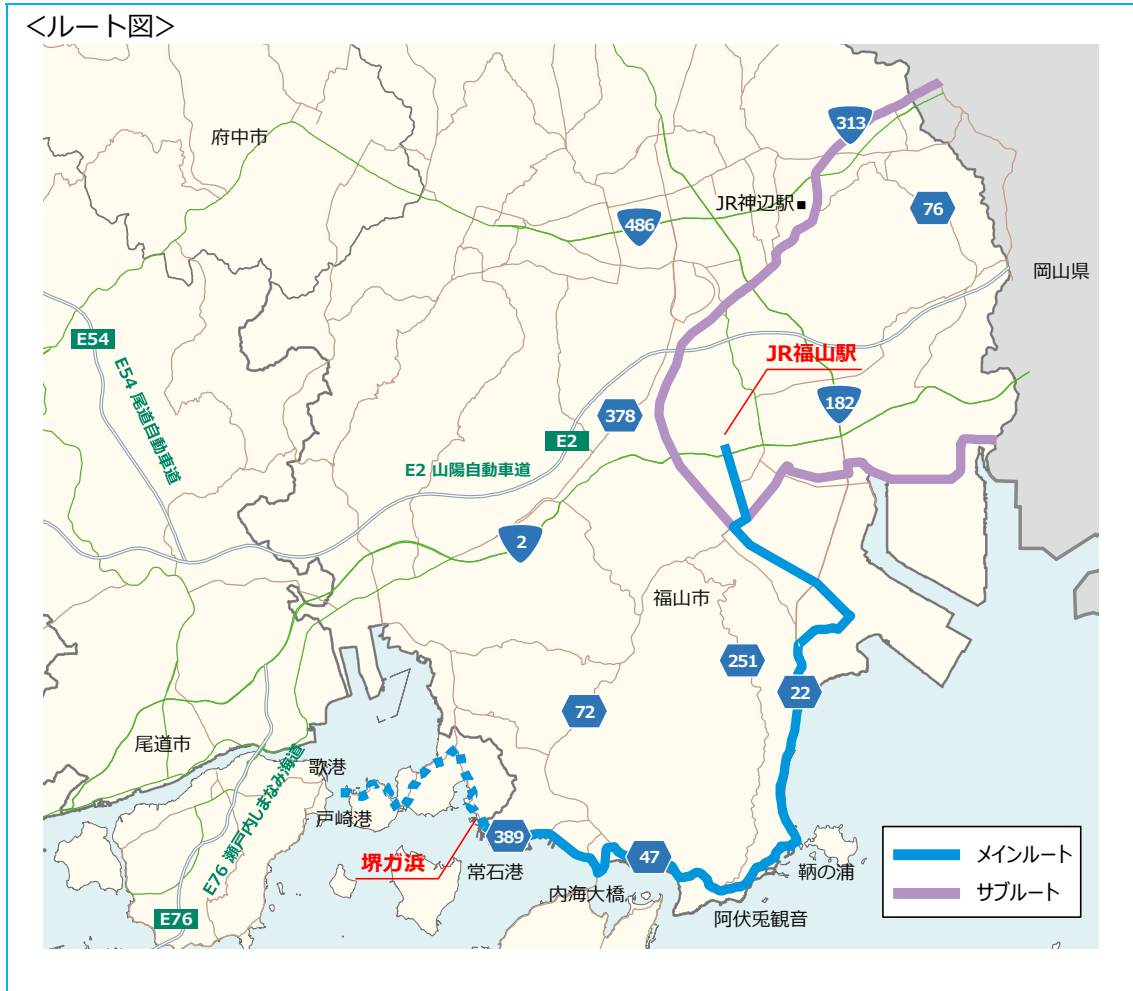 <ルート図>
313
府中市
JR神辺駅
76
486
岡山県
E54
E54 尾道自動車道
JR福山駅
182
378
E2
E2 山陽自動車道
2
福山市
251
22
72
尾道市
歌港
戸崎港
E76 瀬戸内しまなみ海道
389
堺ガ浜
常石港
47
内海大橋
鞆の浦
阿伏兎観音
E76
メインルート
サブルート